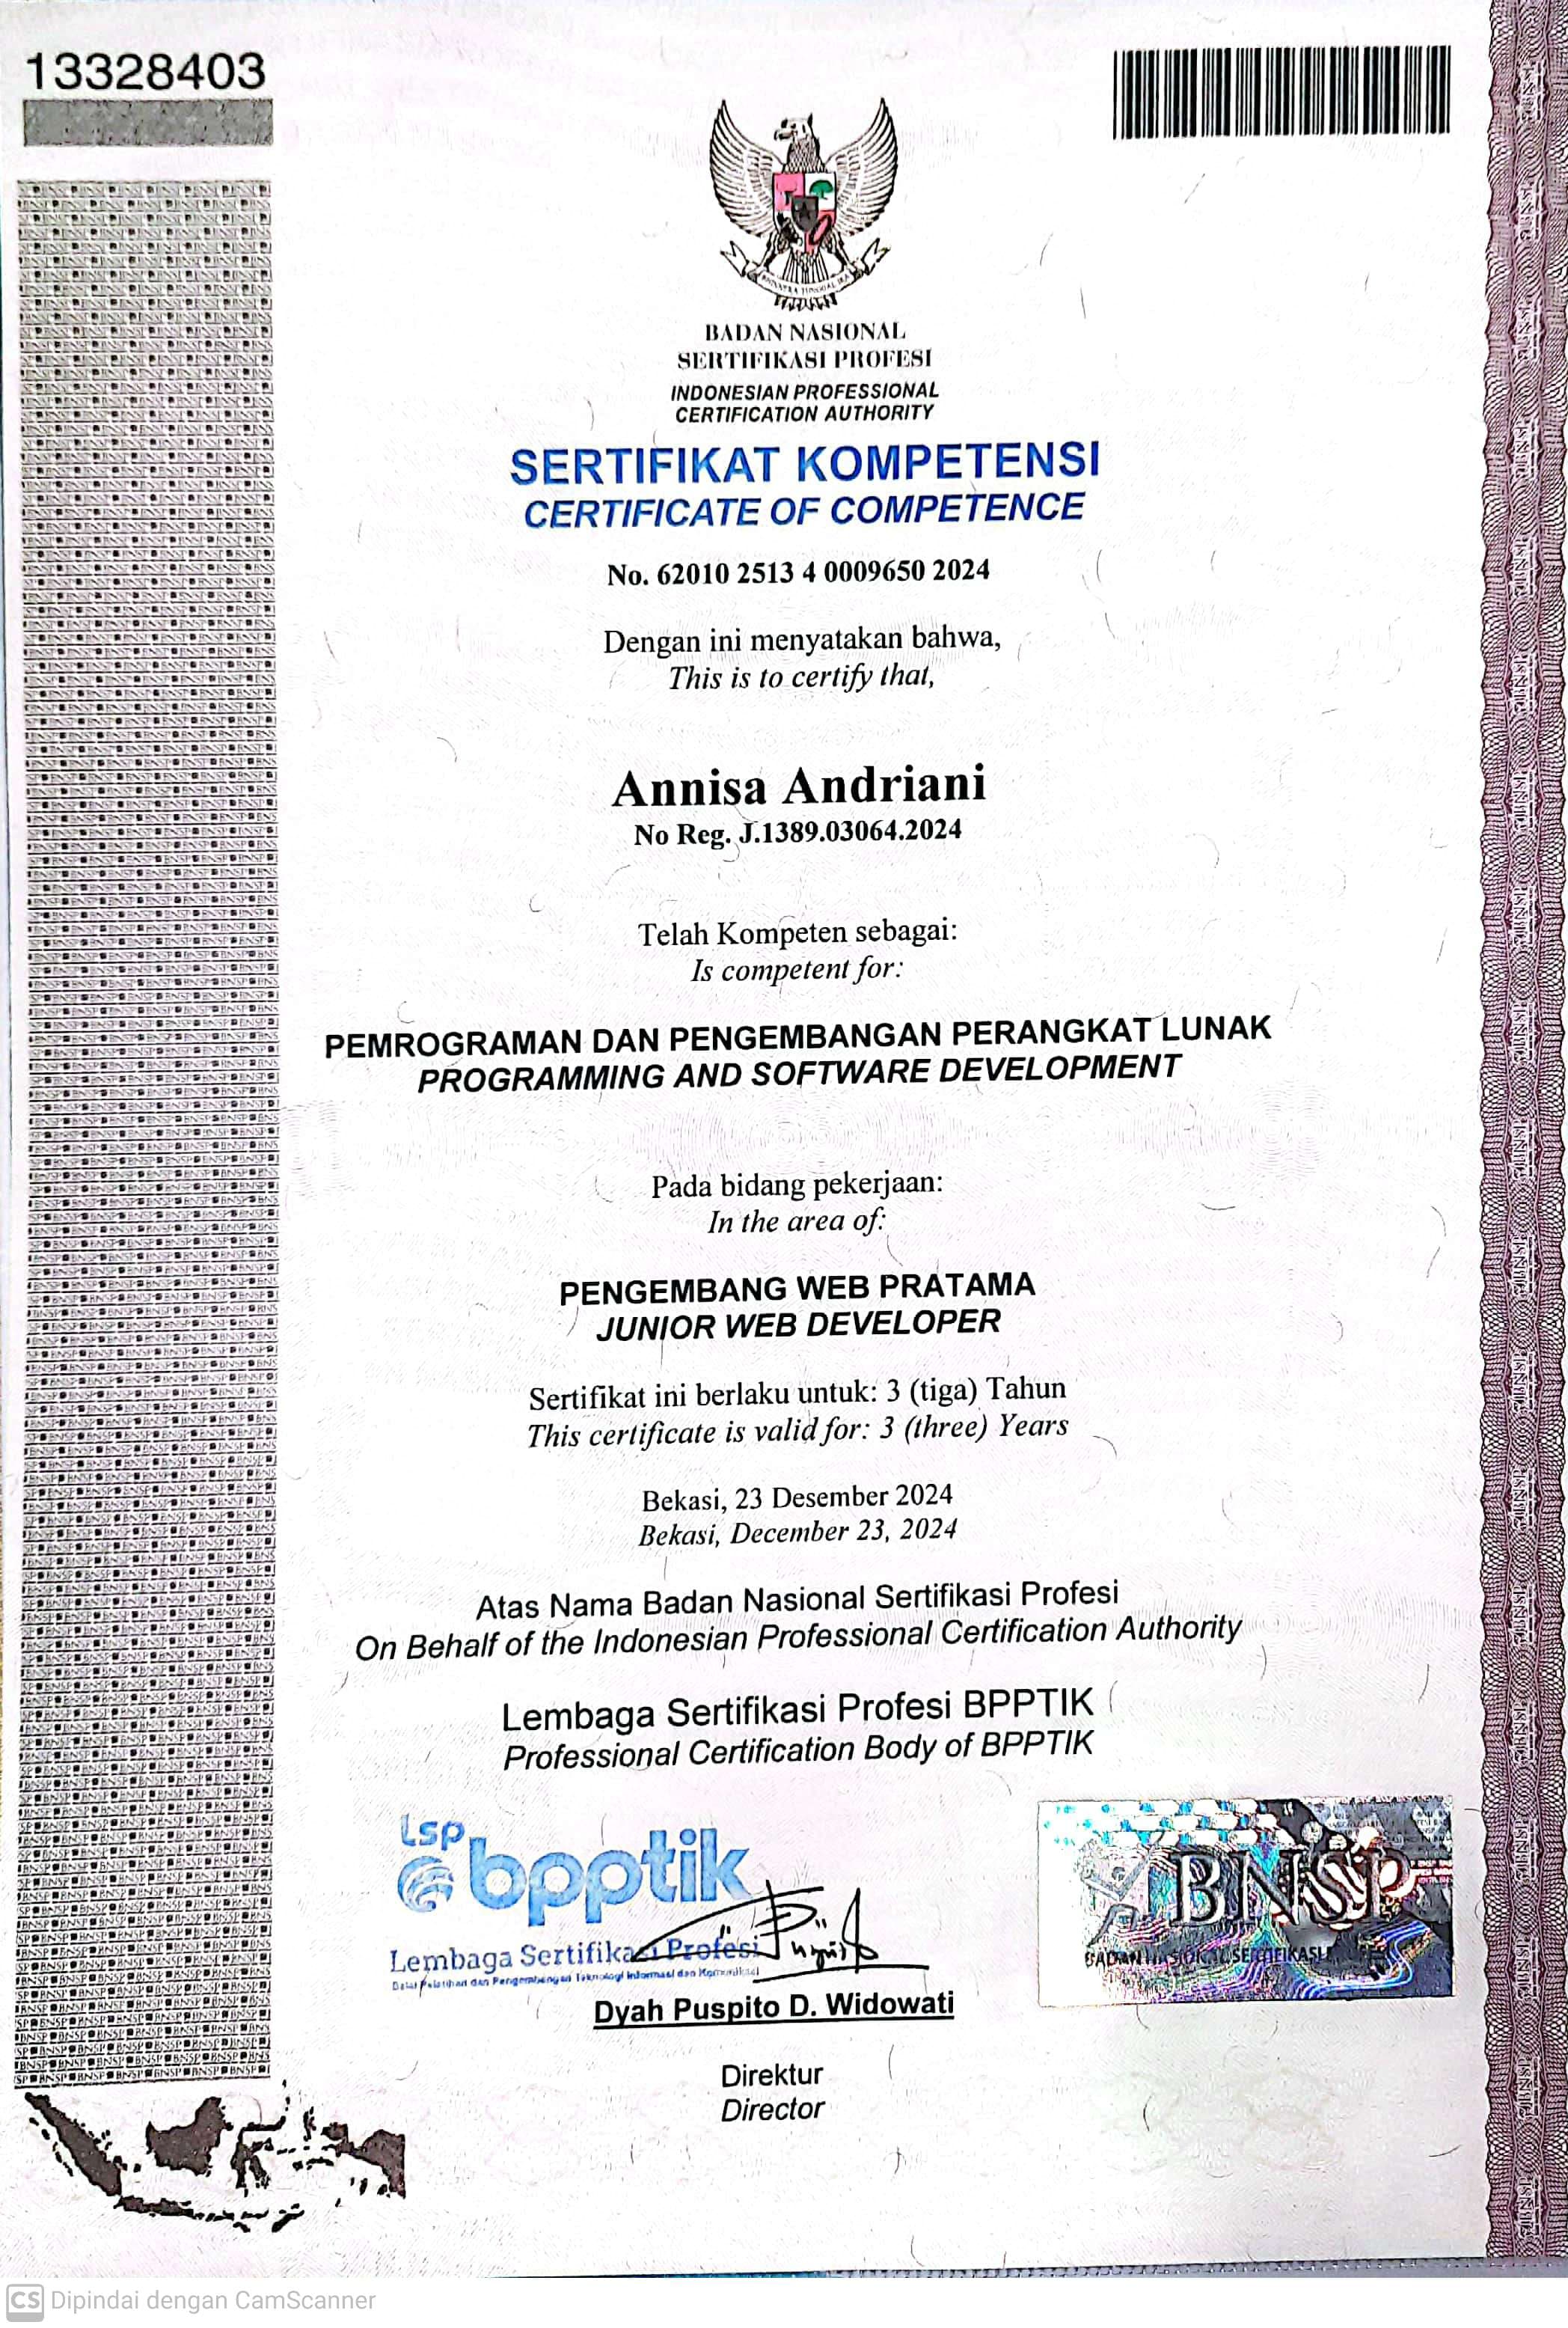 13328403
BADAN NASIONAL
SERTIFIKASI PROFESI
INDONESIAN PROFESSIONAL
CERTIFICATION AUTHORITY
SERTIFIKAT KOMPETENSI
CERTIFICATE OF COMPETENCE
No. 62010 2513 4 0009650 2024
Dengan ini menyatakan bahwa,
This is to certify that,
Annisa Andriani
No Reg. J.1389.03064.2024
Telah Kompeten sebagai:
Is competent for:
PEMROGRAMAN DAN PENGEMBANGAN PERANGKAT LUNAK
PROGRAMMING AND SOFTWARE DEVELOPMENT
Pada bidang pekerjaan:
In the area of:
PENGEMBANG WEB PRATAMA
JUNIOR WEB DEVELOPER
Sertifikat ini berlaku untuk: 3 (tiga) Tahun
This certificate is valid for: 3 (three) Years
Bekasi, 23 Desember 2024
Bekasi, December 23, 2024
Atas Nama Badan Nasional Sertifikasi Profesi
On Behalf of the Indonesian Professional Certification Authority
Lembaga Sertifikasi Profesi BPPTIK
Professional Certification Body of BPPTIK
lsp
bpptik
Lembaga Sertifikasi Profesi
Balai Pelatihan dan Pengembangan Teknologi Informasi dan Komunikasi
BNSP
Dyah Puspito D. Widowati
Direktur
Director
CS Dipindai dengan CamScanner